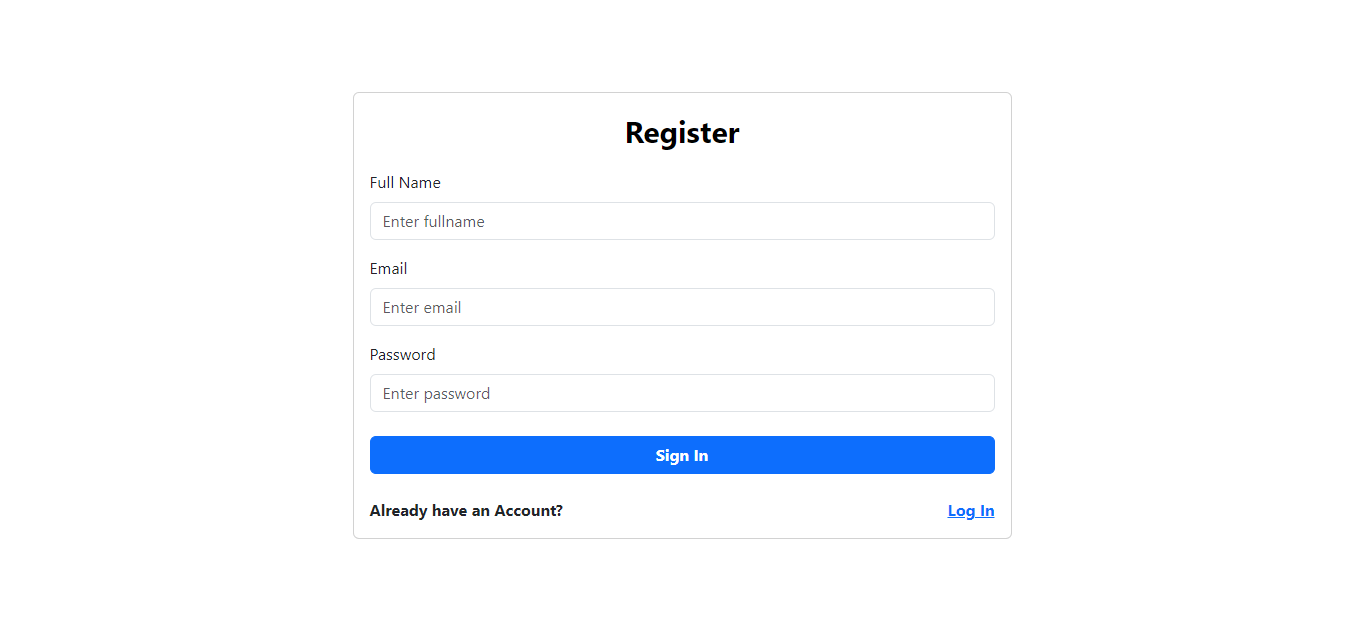 Register
Full Name
Enter fullname
Email
Enter email
Password
Enter password
Sign In
Already have an Account? Log In